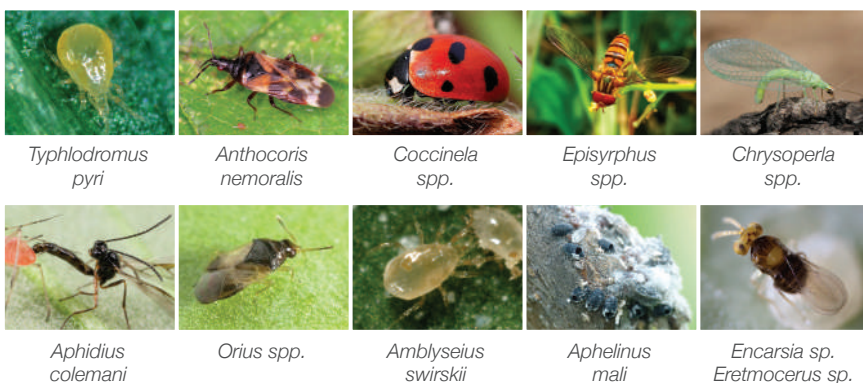 Typhlodromus
pyri
Anthocoris
nemoralis
Coccinela
spp.
Episyrphus
spp.
Chrysoperla
spp.
Aphidius
colemani
Orius spp.
Amblyseius
swirskii
Aphelinus
mali
Encarsia sp.
Eretmocerus sp.